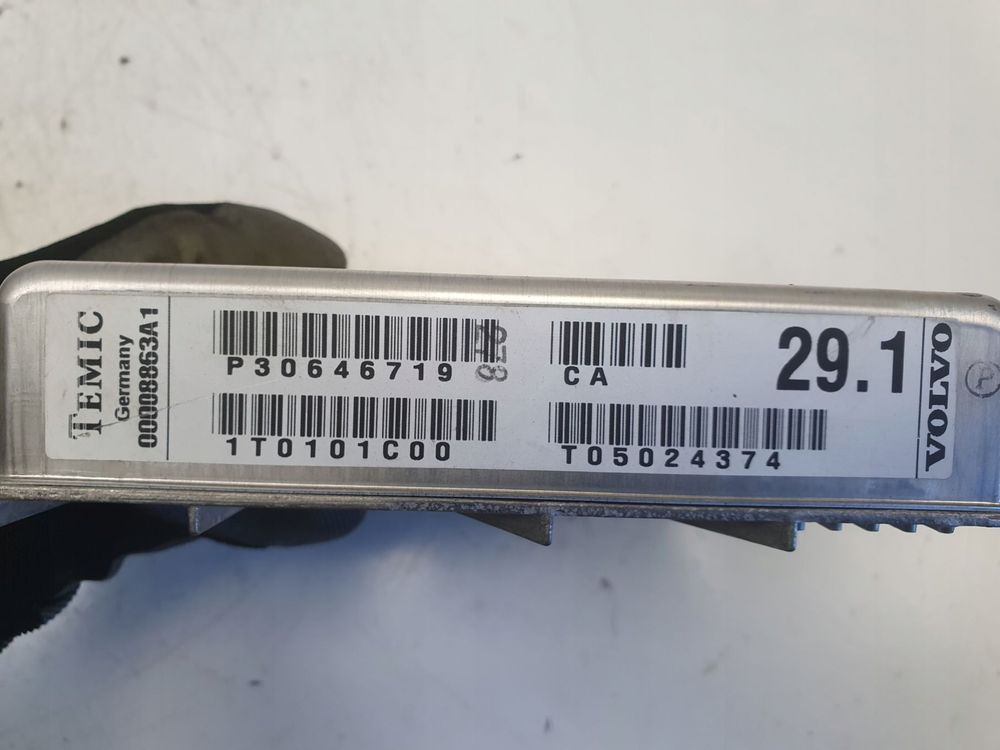 TEMIC
Germany
00008863A1
P30646719
CA
29.1
1T0101C00
T05024374
VOLVO